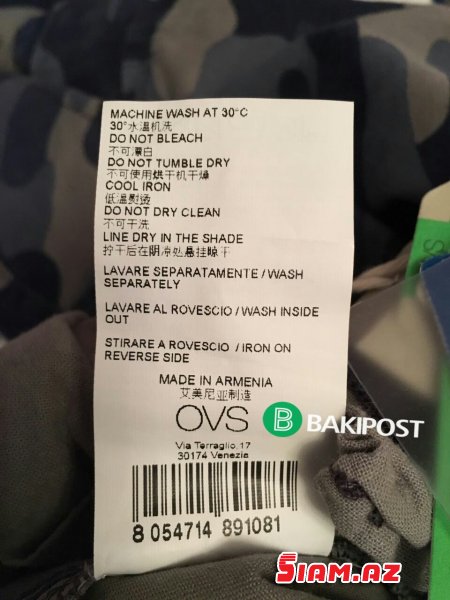 MACHINE WASH AT 30°C
30°水温机洗
DO NOT BLEACH
不可漂白
DO NOT TUMBLE DRY
不可使用烘干机干燥
COOL IRON
低温熨烫
DO NOT DRY CLEAN
不可干洗
LINE DRY IN THE SHADE
拧干后在阴凉处悬挂晾干
LAVARE SEPARATAMENTE / WASH
SEPARATELY
LAVARE AL ROVESCIO / WASH INSIDE
OUT
STIRARE A ROVESCIO / IRON ON
REVERSE SIDE
MADE IN ARMENIA
艾美尼亚制造
OVS
B BAKIPOST
Via Terraglio,17
30174 Venezia
8 054714 891081
SIAM.AZ